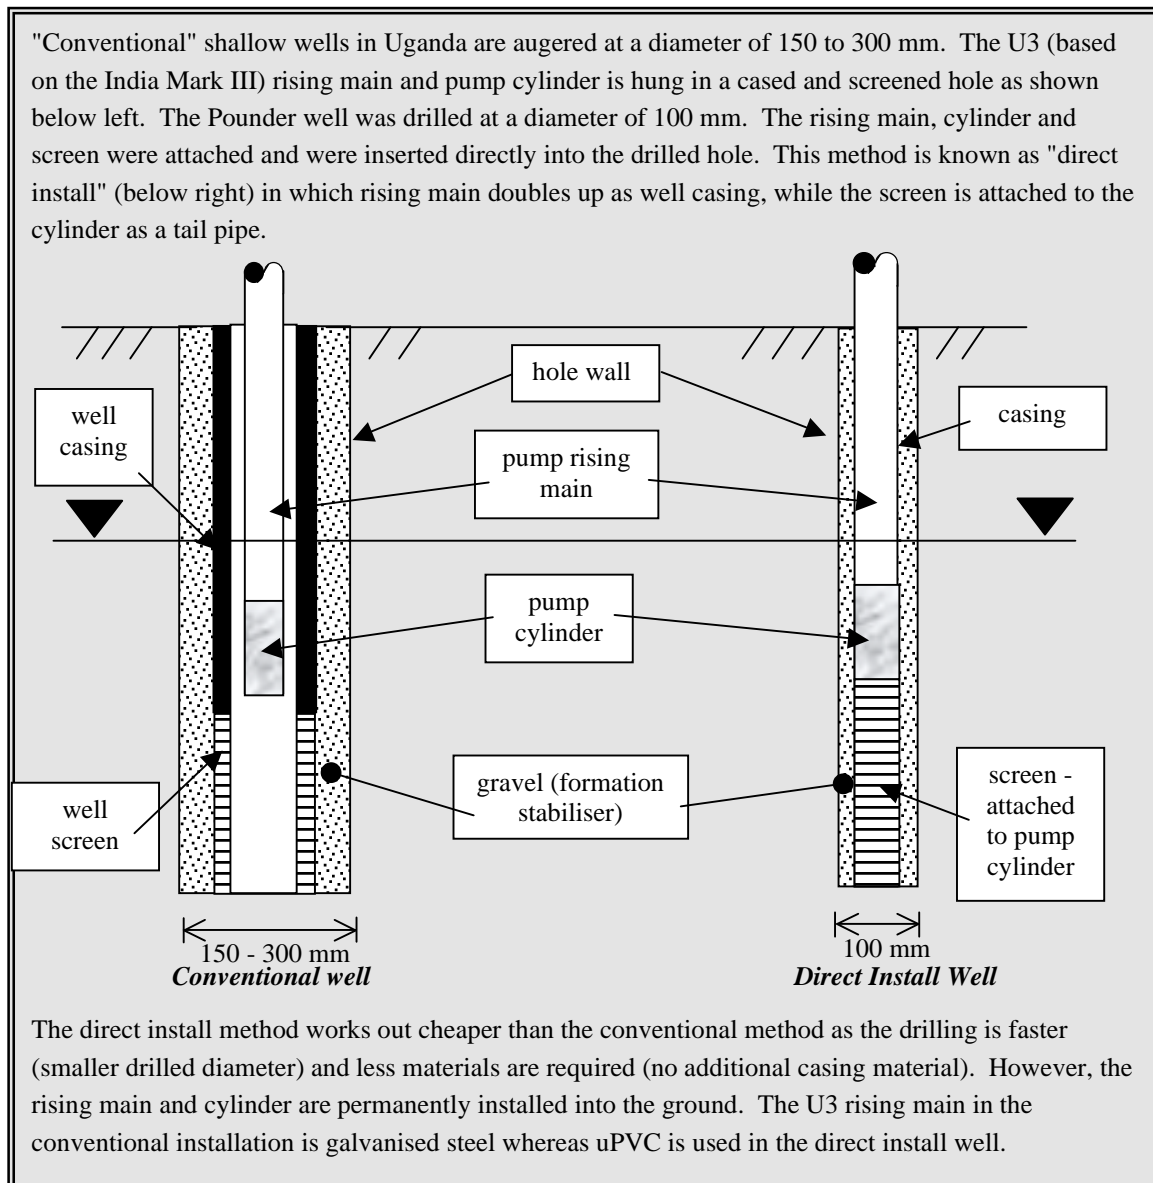 "Conventional" shallow wells in Uganda are augered at a diameter of 150 to 300 mm. The U3 (based
on the India Mark III) rising main and pump cylinder is hung in a cased and screened hole as shown
below left. The Pounder well was drilled at a diameter of 100 mm. The rising main, cylinder and
screen were attached and were inserted directly into the drilled hole. This method is known as "direct
install" (below right) in which rising main doubles up as well casing, while the screen is attached to the
cylinder as a tail pipe.
hole wall
well
casing
casing
pump rising
main
pump
cylinder
gravel (formation
stabiliser)
well
screen
screen -
attached
to pump
cylinder
150 - 300 mm
100 mm
Conventional well
Direct Install Well
The direct install method works out cheaper than the conventional method as the drilling is faster
(smaller drilled diameter) and less materials are required (no additional casing material). However, the
rising main and cylinder are permanently installed into the ground. The U3 rising main in the
conventional installation is galvanised steel whereas uPVC is used in the direct install well.